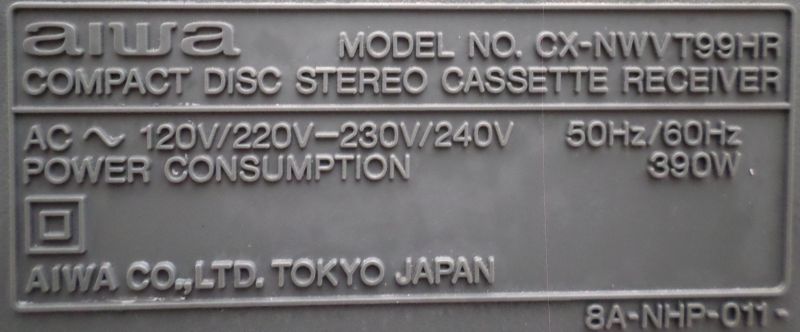 aiwa MODEL NO. CX-NWVT99HR
COMPACT DISC STEREO CASSETTE RECEIVER
AC ～ 120V/220V–230V/240V 50Hz/60Hz
POWER CONSUMPTION 390W
AIWA CO.,LTD. TOKYO JAPAN
8A-NHP-011-